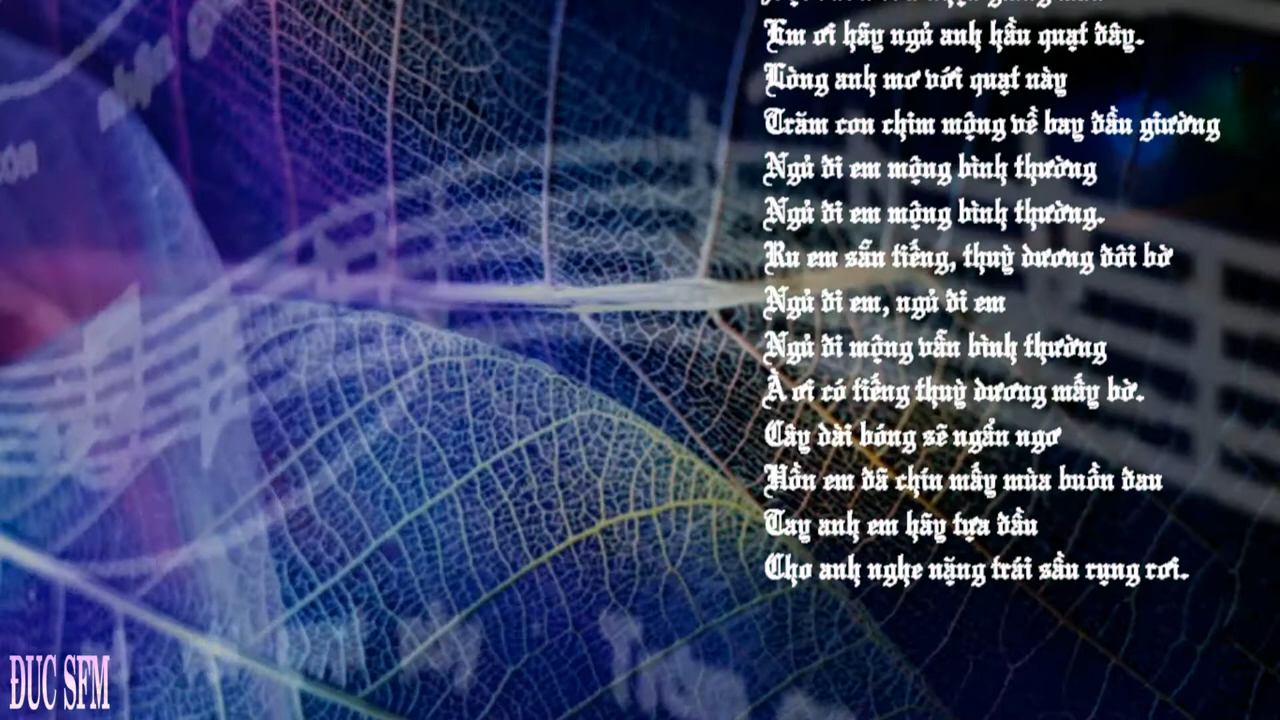 Em ơi hãy ngủ anh hầu quạt đây.
Lòng anh mơ với quạt này
Trăm con chim mộng về bay đầu giường
Ngủ đi em mộng bình thường
Ngủ đi em mộng bình thường.
Ru em sẵn tiếng, thuỳ dương đôi bờ
Ngủ đi em, ngủ đi em
Ngủ đi mộng vẫn bình thường
À ơi có tiếng thuỳ dương mấy bờ.
Cây dài bóng sẽ ngẩn ngơ
Hồn em đã chín mấy mùa buồn đau
Tay anh em hãy tựa đầu
Cho anh nghe nặng trái sầu rụng rơi.
ĐUC SFM